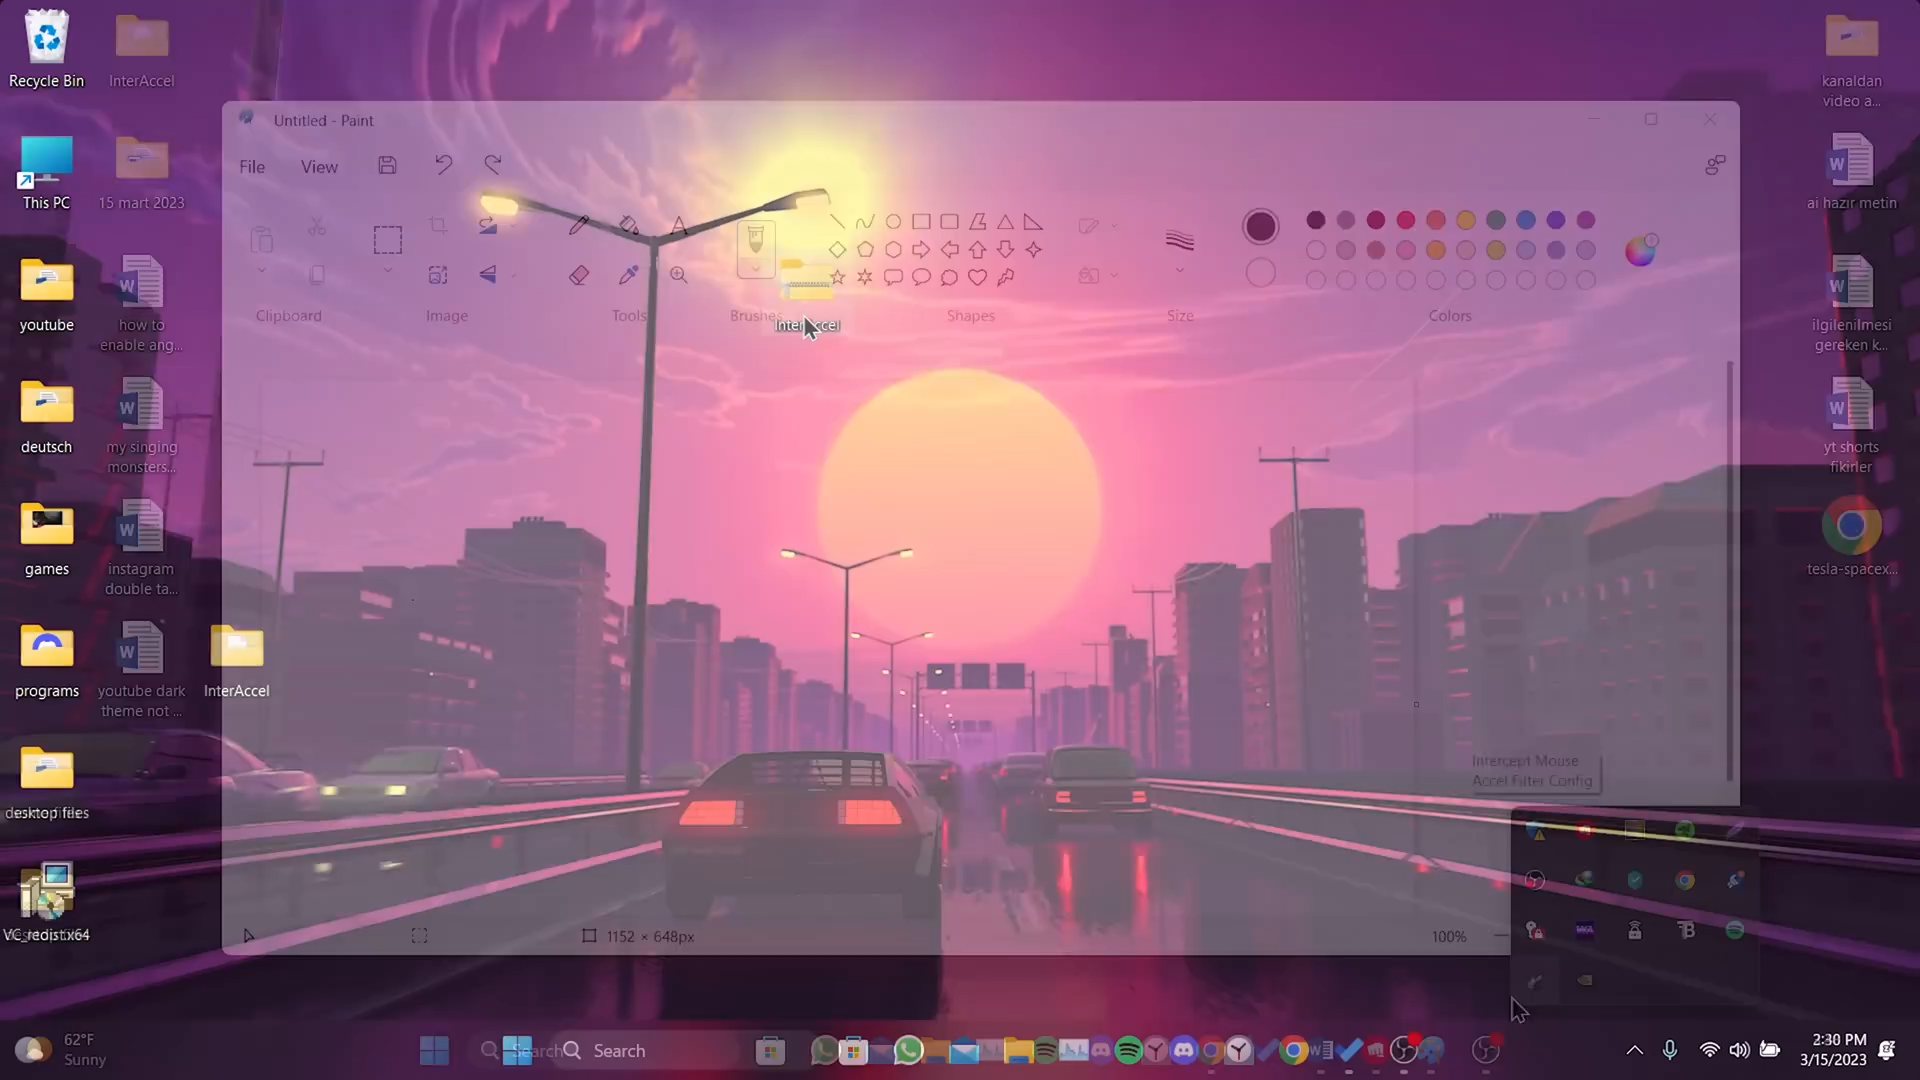 Recycle Bin
InterAccel
kanaldan
video a...
Untitled - Paint
File
View
This PC
15 mart 2023
ai hazır metin
Clipboard
Image
Tools
Brushes
Shapes
Size
Colors
InterAccel
youtube
how to
enable ang...
ilgilenilmesi
gereken k...
deutsch
my singing
monsters...
yt shorts
fikirler
games
instagram
double ta...
tesla-spacex...
programs
youtube dark
theme not ...
InterAccel
Intercept Mouse
Accel Filter Config
desktop files
VC_redist.x64
1152 × 648px
100%
62°F
Sunny
Search
Search
2:30 PM
3/15/2023